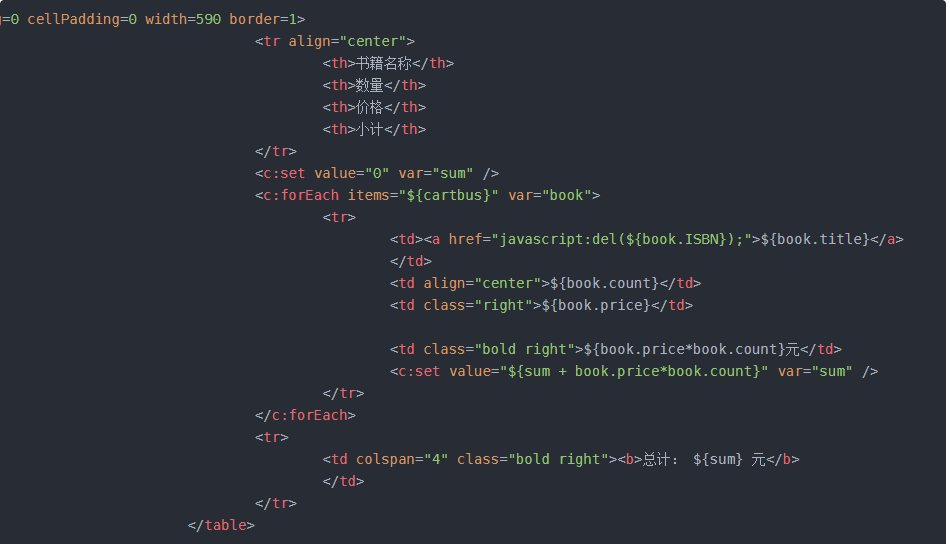 =0 cellPadding=0 width=590 border=1>
<tr align="center">
<th>书籍名称</th>
<th>数量</th>
<th>价格</th>
<th>小计</th>
</tr>
<c:set value="0" var="sum" />
<c:forEach items="${cartbus}" var="book">
<tr>
<td><a href="javascript:del(${book.ISBN});">${book.title}</a>
</td>
<td align="center">${book.count}</td>
<td class="right">${book.price}</td>
<td class="bold right">${book.price*book.count}元</td>
<c:set value="${sum + book.price*book.count}" var="sum" />
</tr>
</c:forEach>
<tr>
<td colspan="4" class="bold right"><b>总计： ${sum} 元</b>
</td>
</tr>
</table>